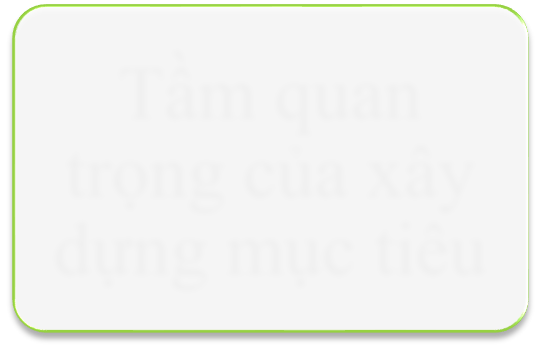 Tầm quan
trọng của xây
dựng mục tiêu